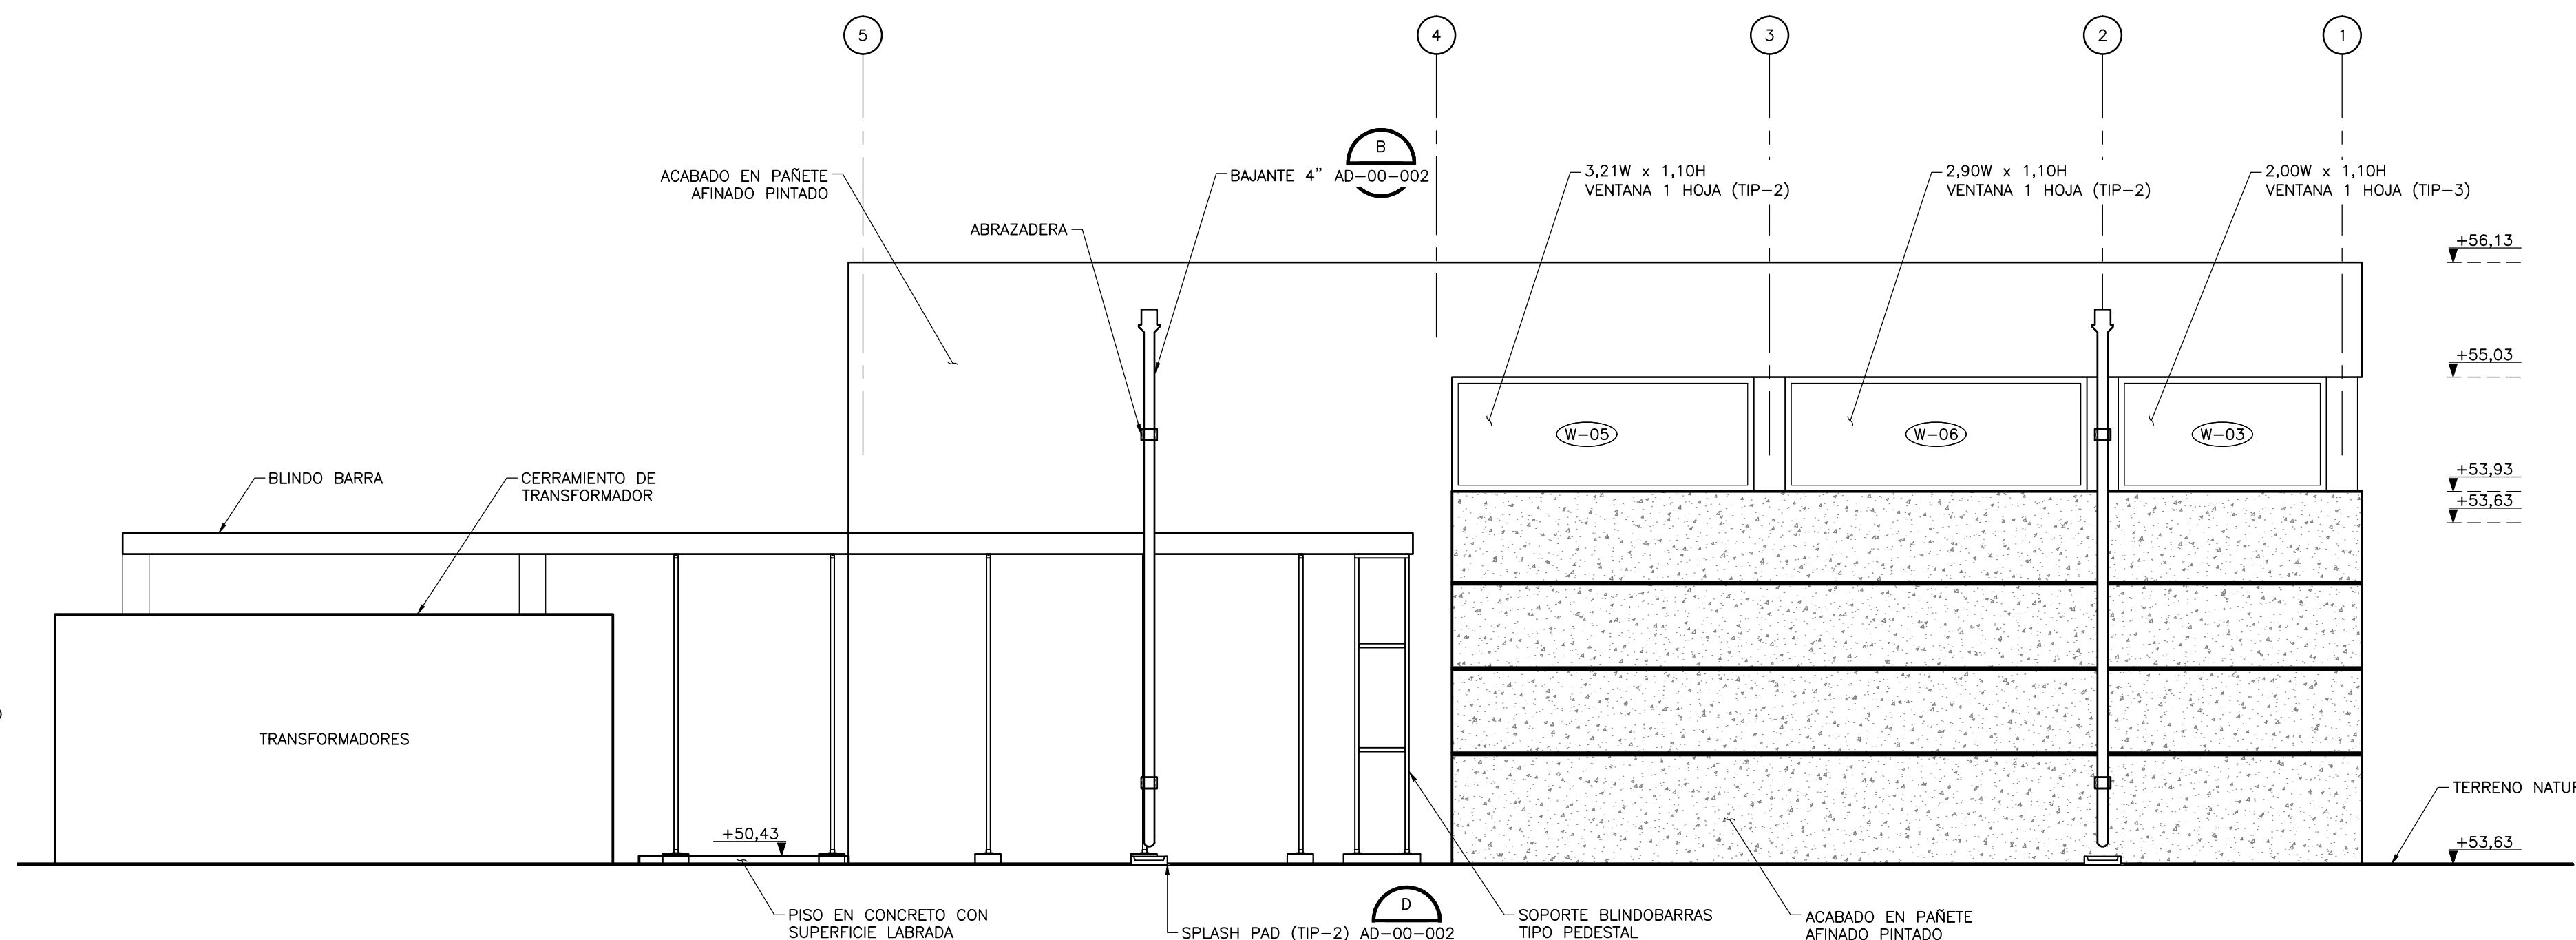 5
4
3
2
1
B
ACABADO EN PAÑETE
AFINADO PINTADO
BAJANTE 4” AD-00-002
3,21W x 1,10H
VENTANA 1 HOJA (TIP-2)
2,90W x 1,10H
VENTANA 1 HOJA (TIP-2)
2,00W x 1,10H
VENTANA 1 HOJA (TIP-3)
ABRAZADERA
+56,13
+55,03
W-05
W-06
W-03
BLINDO BARRA
CERRAMIENTO DE
TRANSFORMADOR
+53,93
+53,63
TRANSFORMADORES
TERRENO NATUR
+50,43
+53,63
D
PISO EN CONCRETO CON
SUPERFICIE LABRADA
SPLASH PAD (TIP-2) AD-00-002
SOPORTE BLINDOBARRAS
TIPO PEDESTAL
ACABADO EN PAÑETE
AFINADO PINTADO